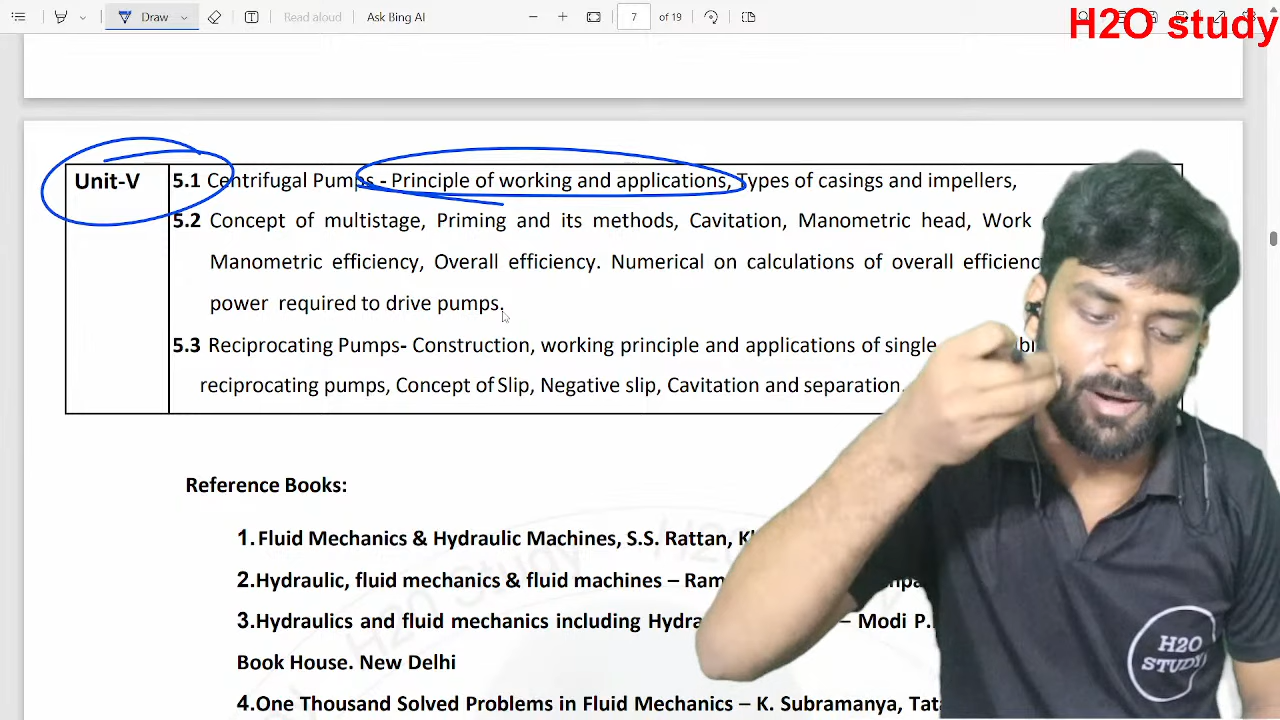 Draw
Read aloud
Ask Bing AI
7 of 19
H2O study
Unit-V
5.1 Centrifugal Pumps - Principle of working and applications, Types of casings and impellers,
5.2 Concept of multistage, Priming and its methods, Cavitation, Manometric head, Work
Manometric efficiency, Overall efficiency. Numerical on calculations of overall
power required to drive pumps.
5.3 Reciprocating Pumps- Construction, working principle and applications of single
reciprocating pumps, Concept of Slip, Negative slip, Cavitation and separation.
Reference Books:
1. Fluid Mechanics & Hydraulic Machines, S.S. Rattan,
2.Hydraulic, fluid mechanics & fluid machines –
3.Hydraulics and fluid mechanics including – Modi P.
Book House. New Delhi
4.One Thousand Solved Problems in Fluid Mechanics – K. Subramanya,
H2O Study H2O
H2O
STUDY